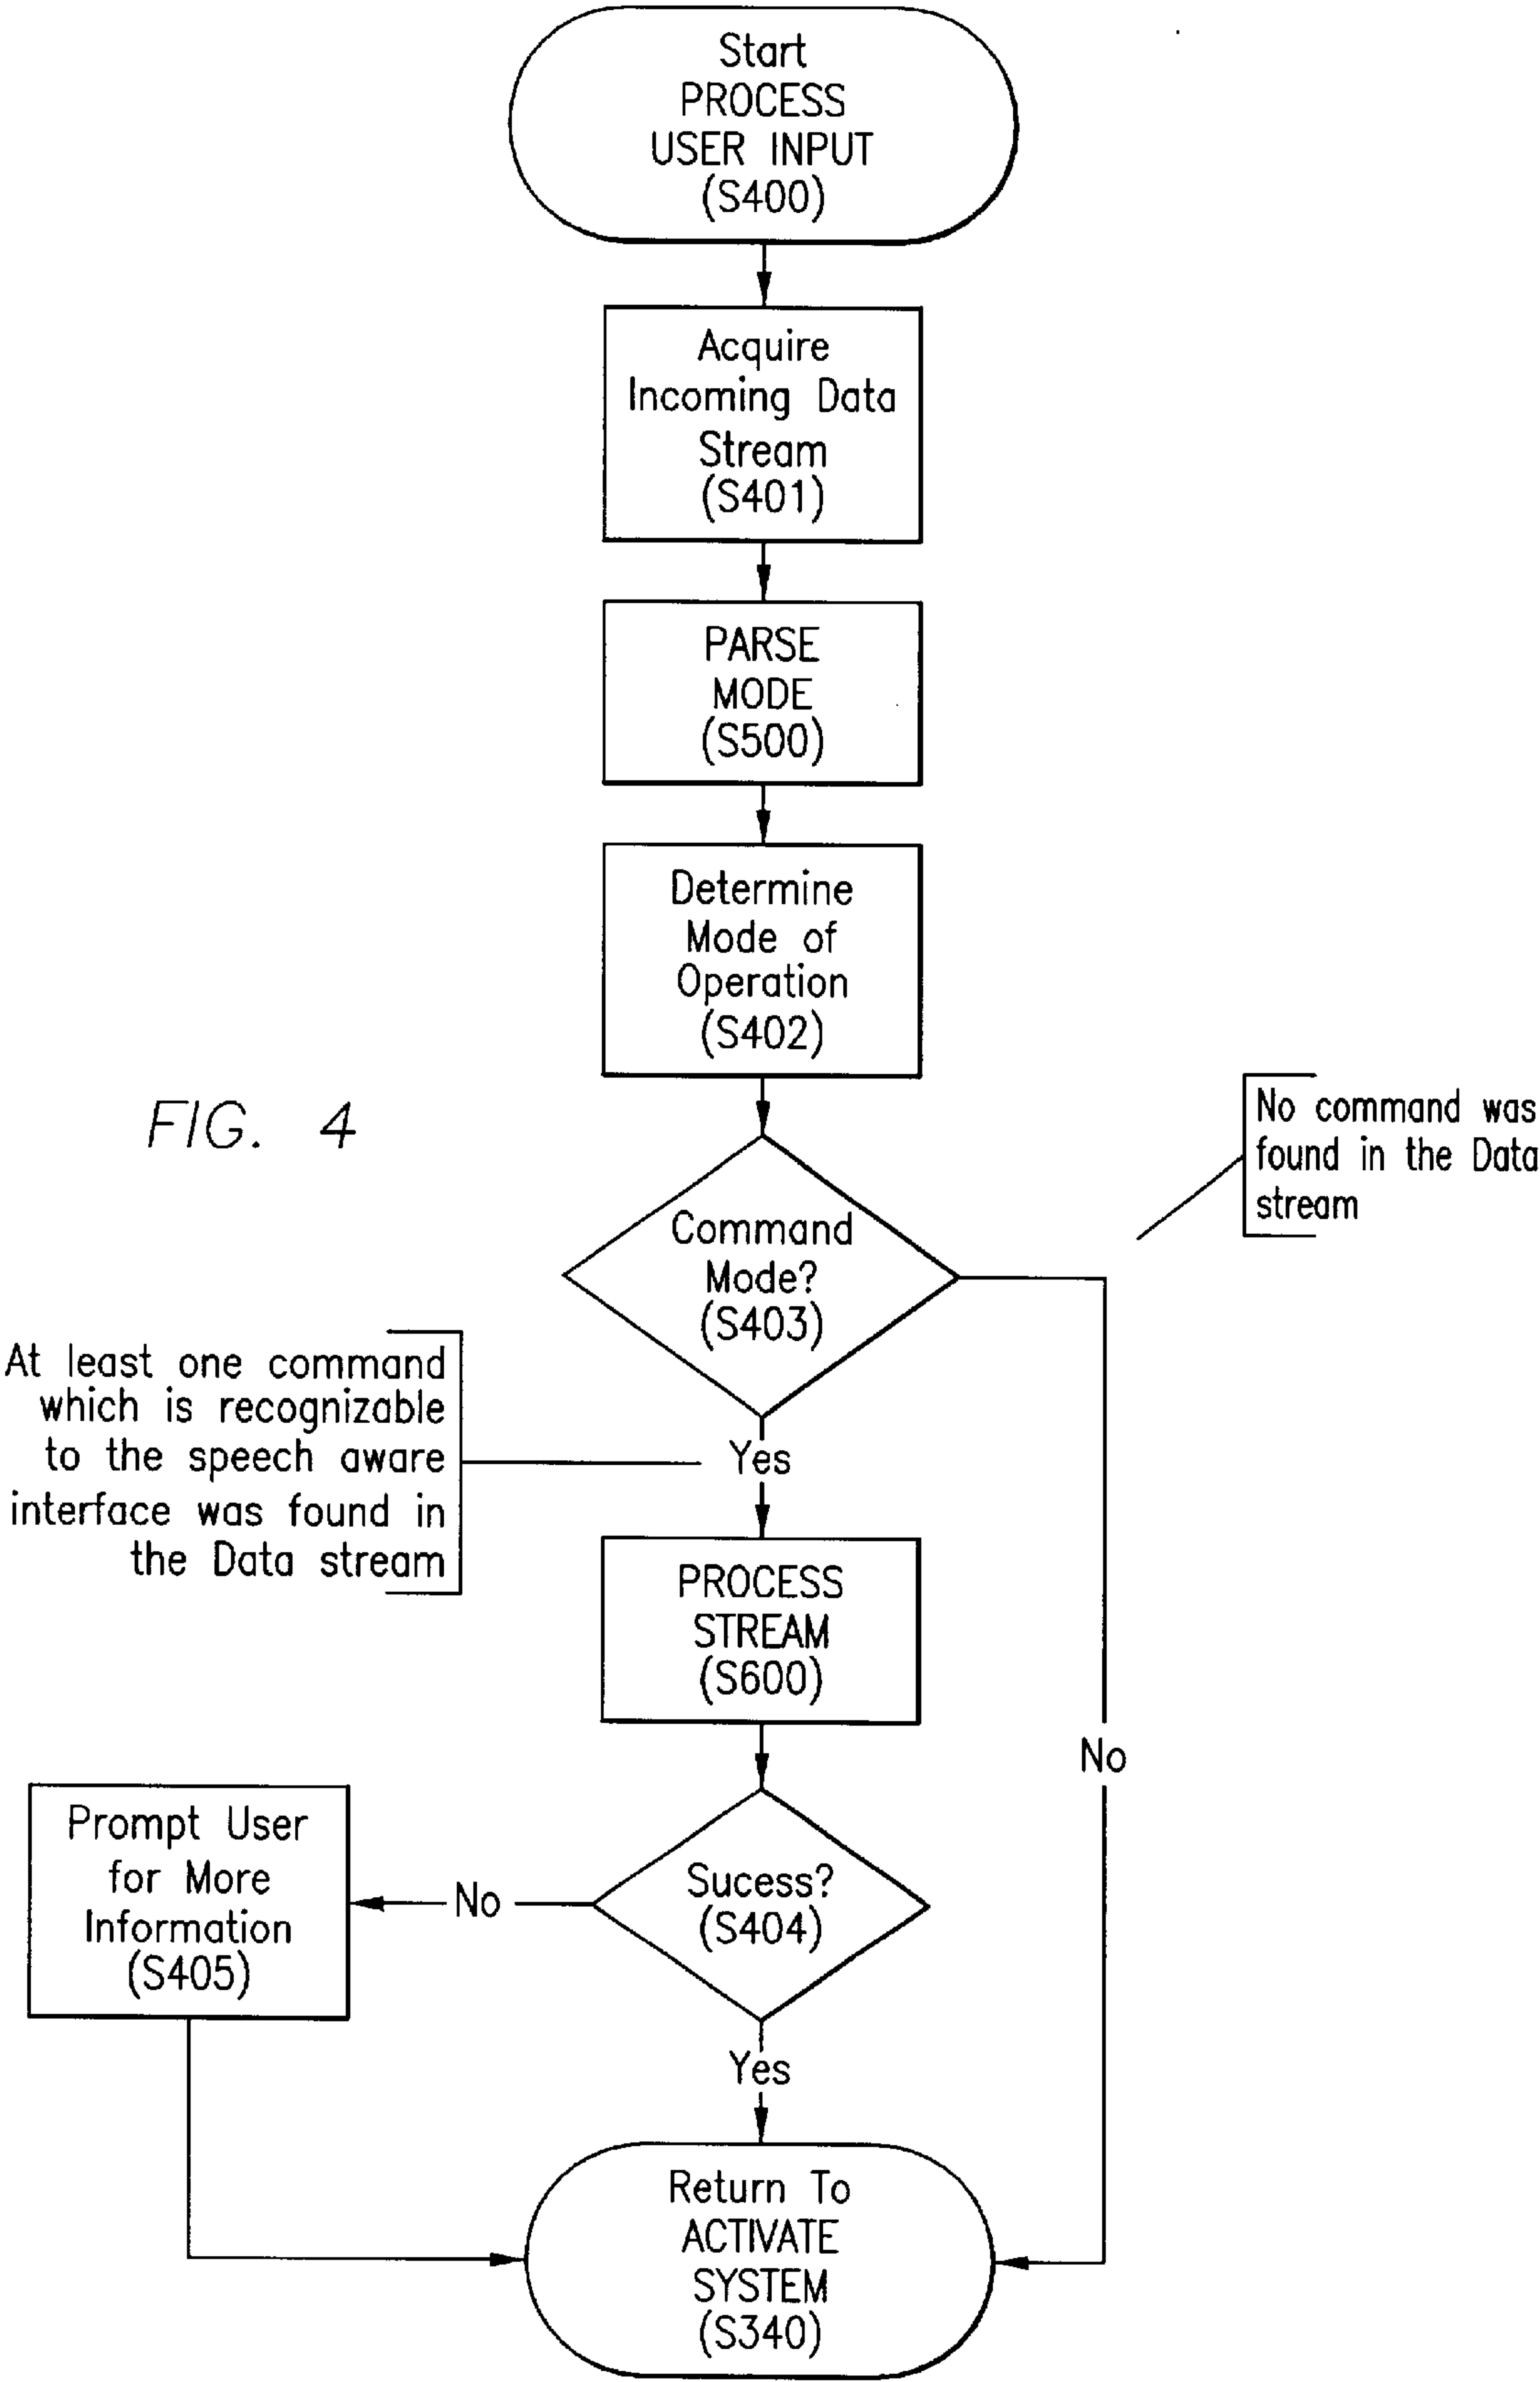 Start
PROCESS
USER INPUT
(S400)
Acquire
Incoming Data
Stream
(S401)
PARSE
MODE
(S500)
Determine
Mode of
Operation
(S402)
FIG. 4
No command was
found in the Data
stream
Command
Mode?
(S403)
At least one command
which is recognizable
to the speech aware
interface was found in
the Data stream
Yes
PROCESS
STREAM
(S600)
No
Prompt User
for More
Information
(S405)
No
Sucess?
(S404)
Yes
Return To
ACTIVATE
SYSTEM
(S340)